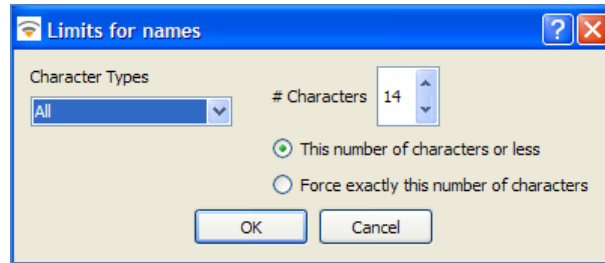 Limits for names
Character Types
All
# Characters 14
This number of characters or less
Force exactly this number of characters
OK Cancel